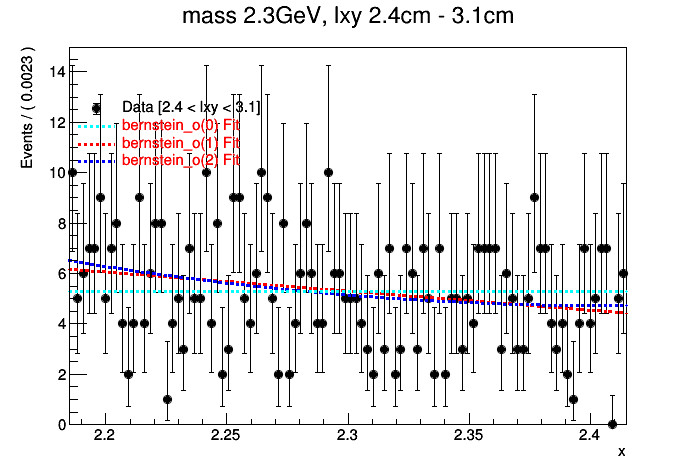 mass 2.3GeV, lxy 2.4cm - 3.1cm
Events / ( 0.0023 )
14
12
10
8
6
4
2
0
Data [2.4 < lxy < 3.1]
bernstein_o(0) Fit
bernstein_o(1) Fit
bernstein_o(2) Fit
2.2
2.25
2.3
2.35
2.4
x